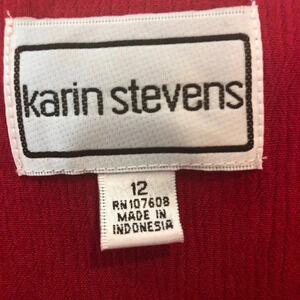 karin stevens
12
RN107608
MADE IN
INDONESIA